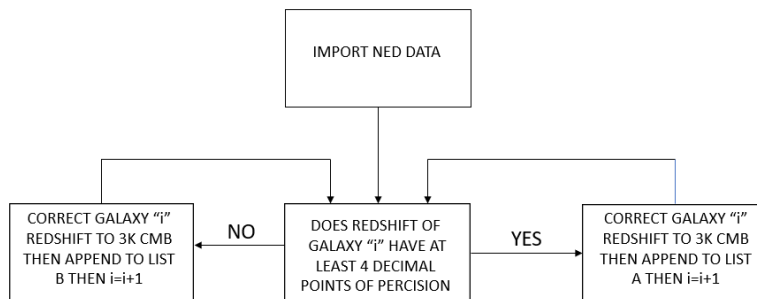 IMPORT NED DATA
CORRECT GALAXY “i”
REDSHIFT TO 3K CMB
THEN APPEND TO LIST
B THEN i=i+1
NO
DOES REDSHIFT OF
GALAXY “i” HAVE AT
LEAST 4 DECIMAL
POINTS OF PERCISION
YES
CORRECT GALAXY “i”
REDSHIFT TO 3K CMB
THEN APPEND TO LIST
A THEN i=i+1